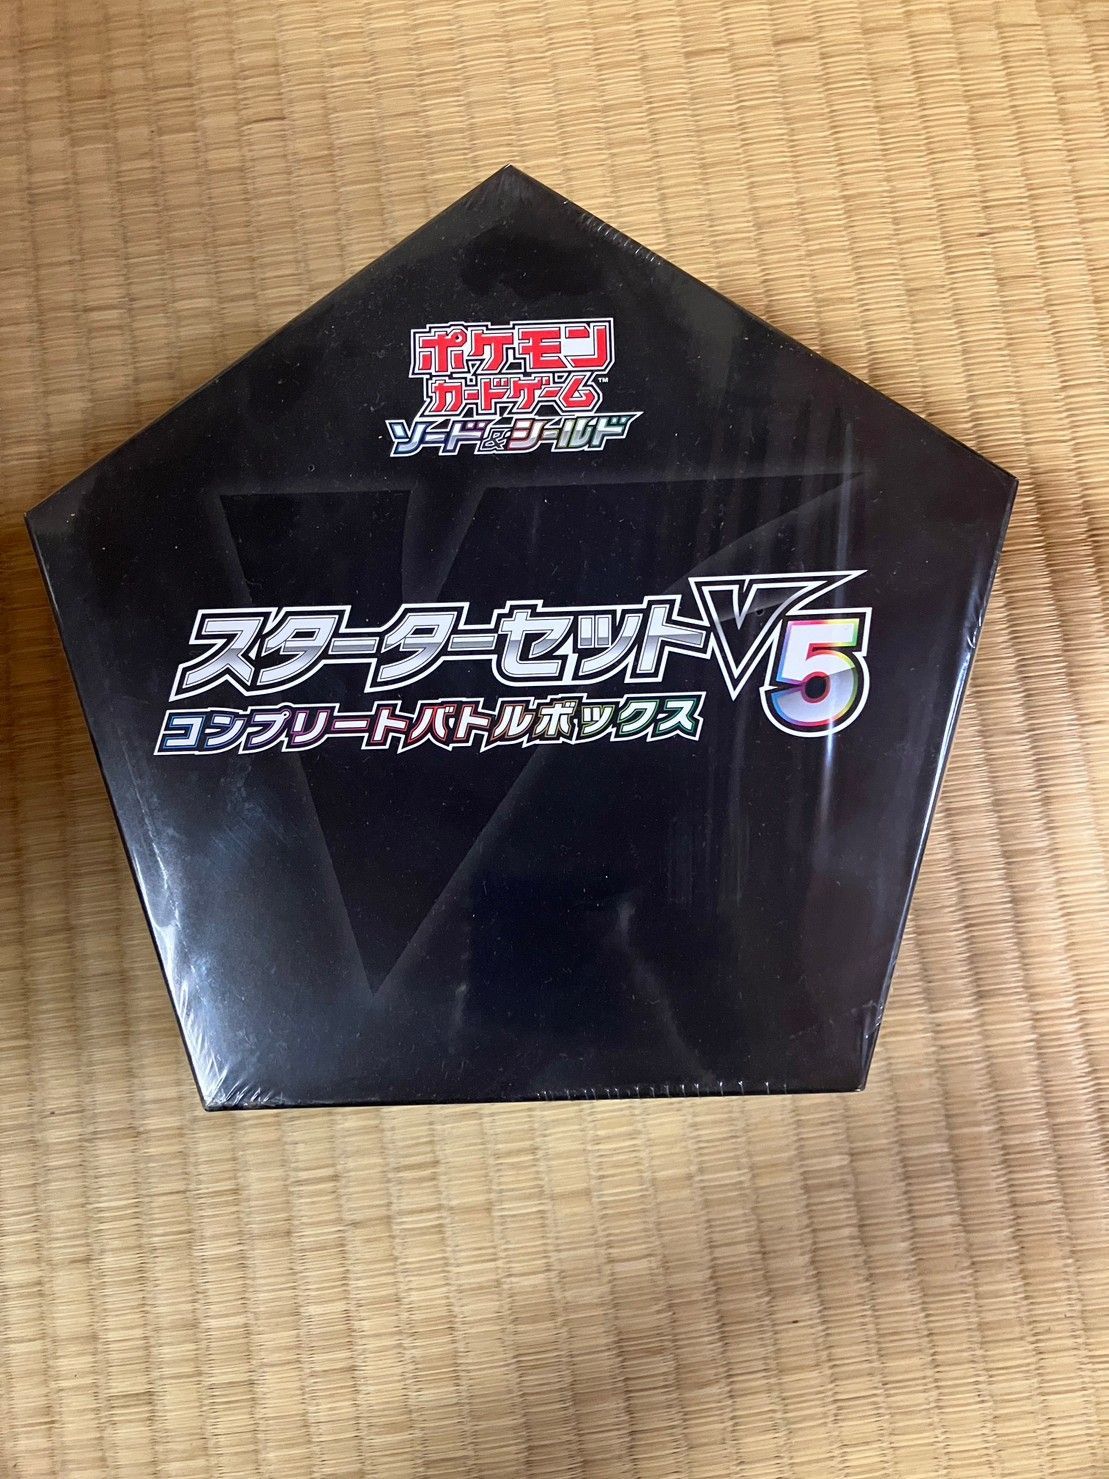 ポケモン
カードゲーム™
ソード&シールド
スターターセットV
5
コンプリートバトルボックス